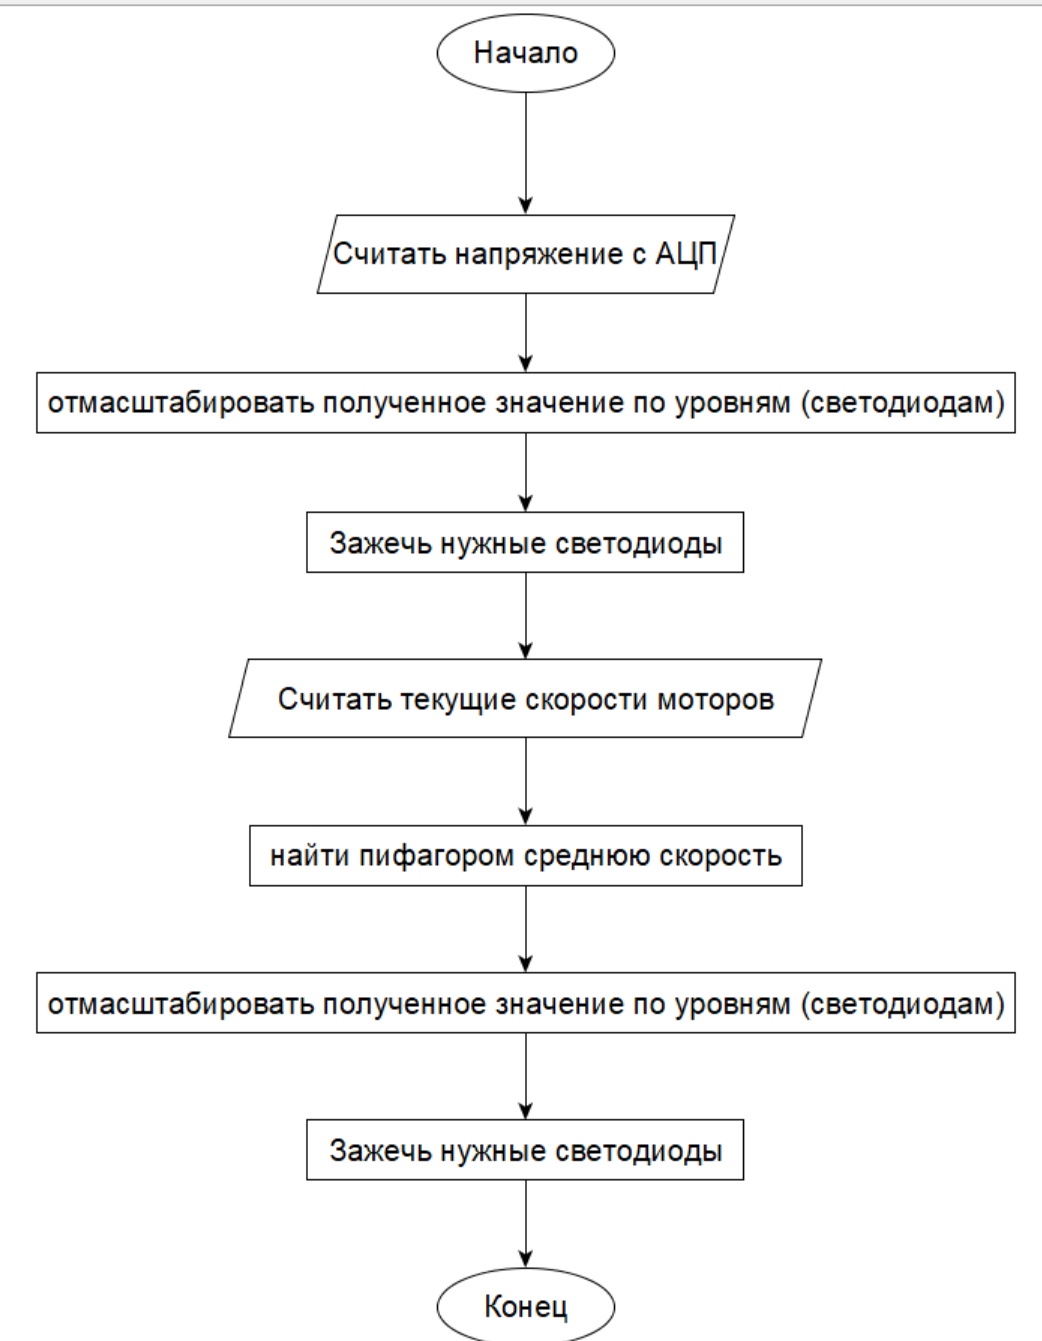 Начало
Считать напряжение с АЦП
отмасштабировать полученное значение по уровням (светодиодам)
Зажечь нужные светодиоды
Считать текущие скорости моторов
найти пифагором среднюю скорость
отмасштабировать полученное значение по уровням (светодиодам)
Зажечь нужные светодиоды
Конец